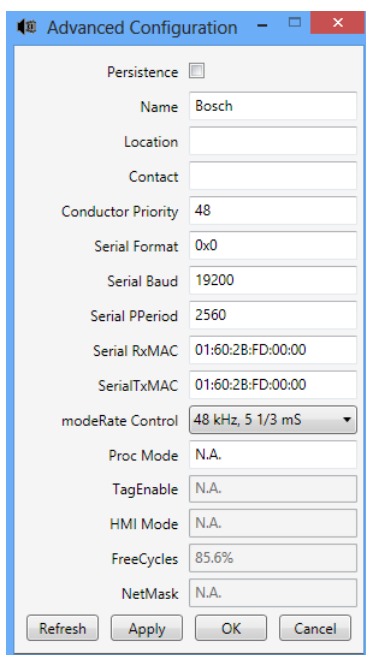 Advanced Configuration
Persistence
Name Bosch
Location
Contact
Conductor Priority 48
Serial Format 0x0
Serial Baud 19200
Serial PPeriod 2560
Serial RxMAC 01:60:2B:FD:00:00
SerialTxMAC 01:60:2B:FD:00:00
modeRate Control 48 kHz, 5 1/3 mS
Proc Mode N.A.
TagEnable N.A.
HMI Mode N.A.
FreeCycles 85.6%
NetMask N.A.
Refresh Apply OK Cancel